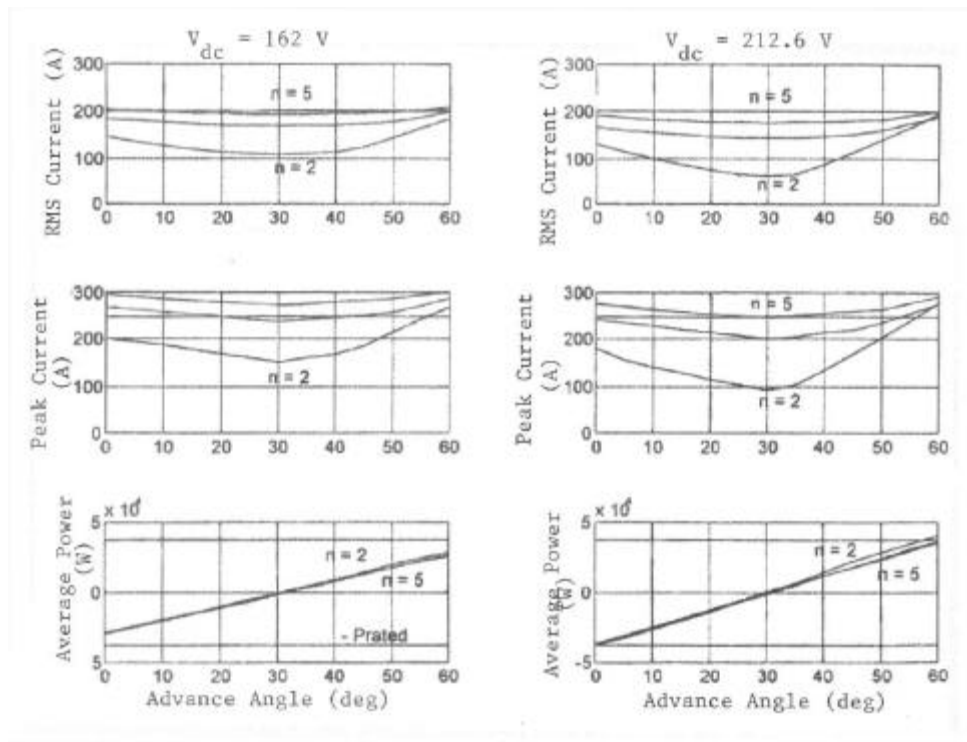 V_dc = 162 V
RMS Current (A)
300
200
100
0
n = 5
n = 2
0 10 20 30 40 50 60
V_dc = 212.6 V
RMS Current (A)
300
200
100
0
n = 5
n = 2
0 10 20 30 40 50 60
Peak Current
(A)
300
200
100
0
n = 2
0 10 20 30 40 50 60
Peak Current
(A)
300
200
100
0
n = 5
n = 2
0 10 20 30 40 50 60
Average Power
(W)
x 10^4
5
0
5
n = 2
n = 5
- Prated
0 10 20 30 40 50 60
Advance Angle (deg)
Average Power
(W)
x 10^4
5
0
-5
n = 2
n = 5
0 10 20 30 40 50 60
Advance Angle (deg)